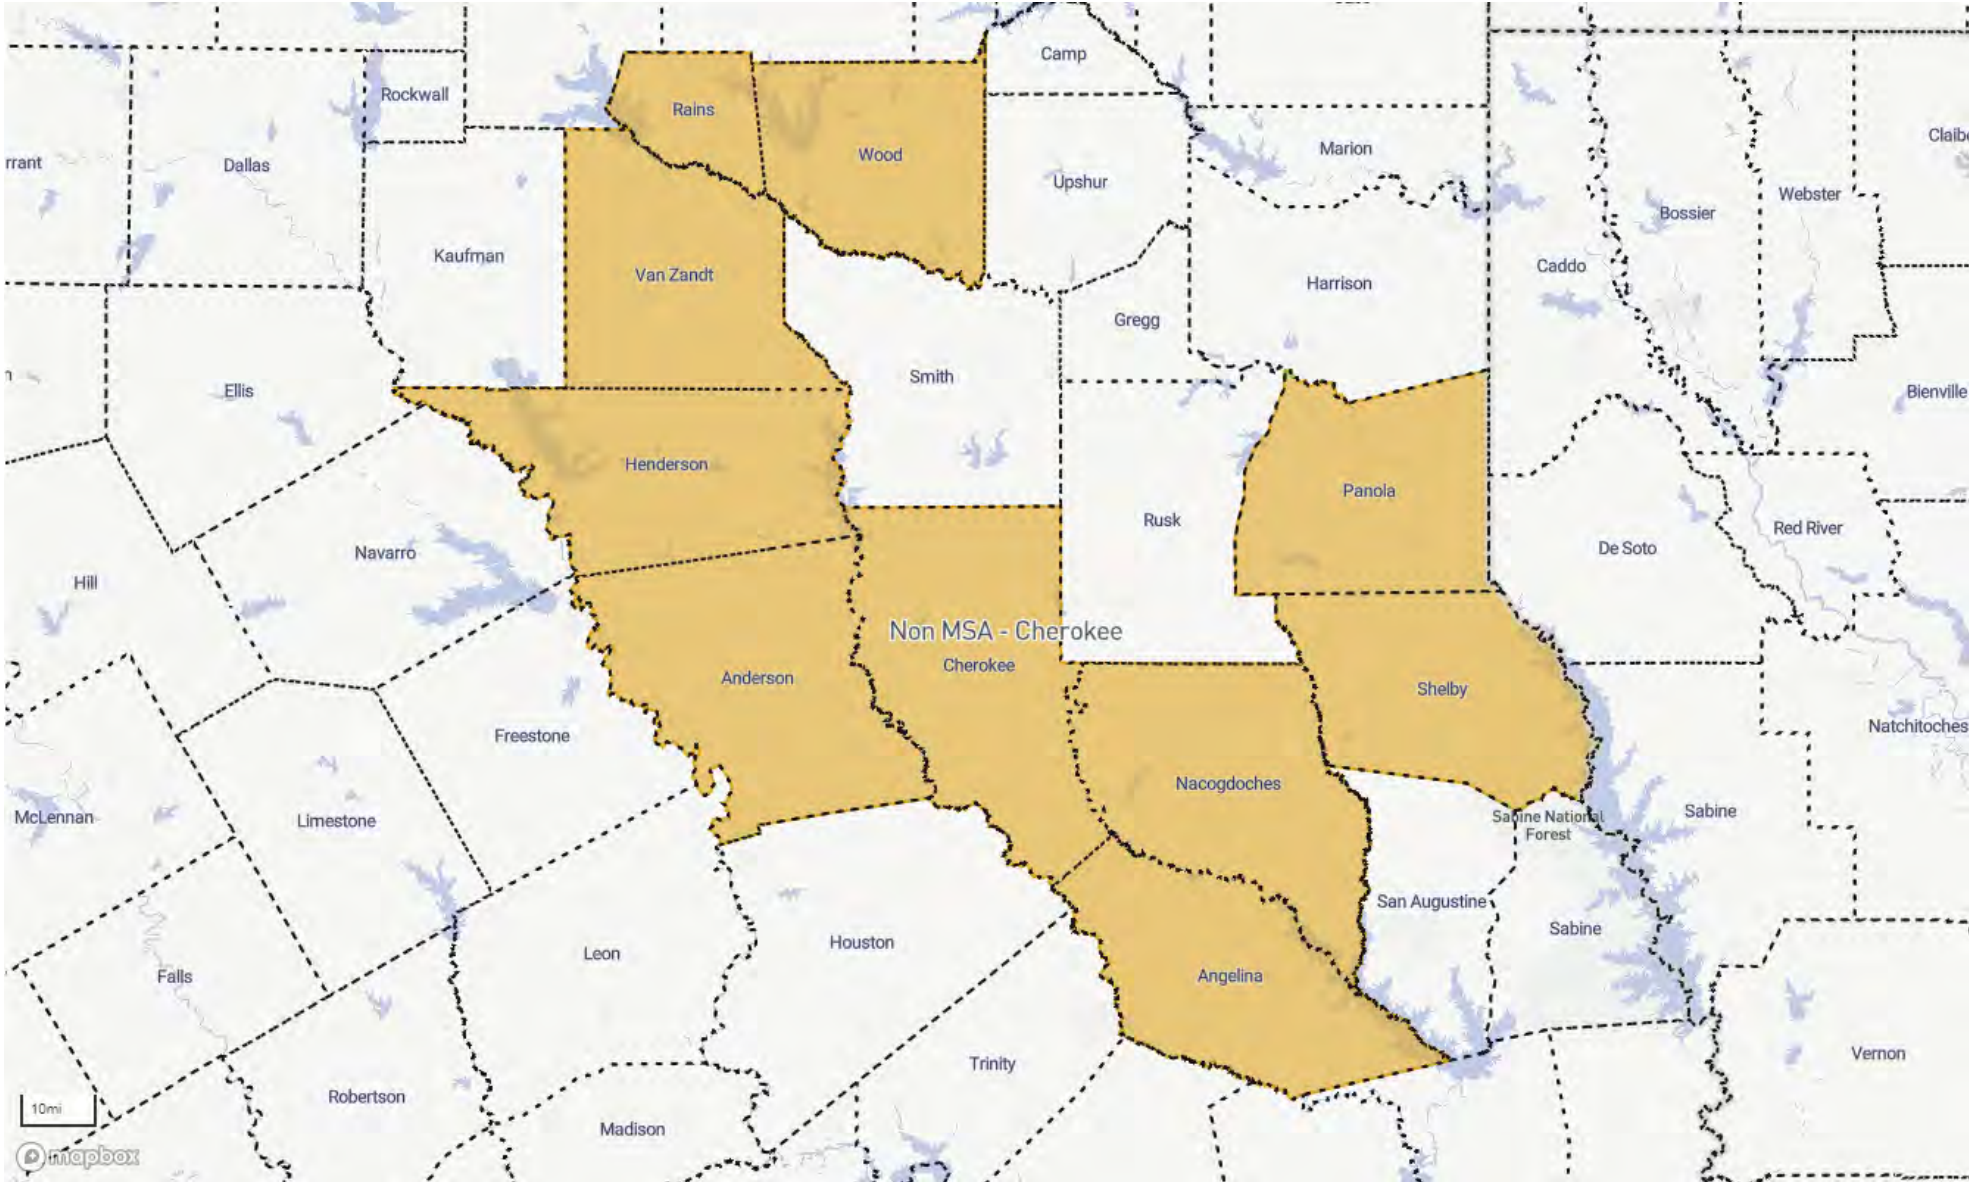 Camp
Rockwall
Rains
Claibe
Marion
Wood
rrant
Dallas
Upshur
Webster
Bossier
Kaufman
Caddo
Van Zandt
Harrison
Gregg
Smith
Ellis
Bienville
Henderson
Panola
Rusk
Red River
De Soto
Navarro
Hill
Non MSA - Cherokee
Cherokee
Anderson
Shelby
Natchitoches
Freestone
Nacogdoches
Sabine
McLennan
Limestone
Sabine National
Forest
San Augustine
Sabine
Houston
Leon
Falls
Angelina
Vernon
Trinity
Robertson
10mi
Madison
mapbox